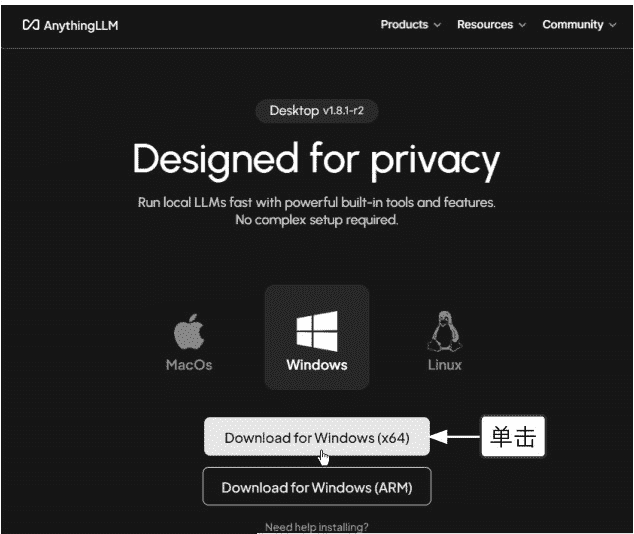 AnythingLLM
Products Resources Community
Desktop v1.8.1-r2
Designed for privacy
Run local LLMs fast with powerful built-in tools and features.
No complex setup required.
MacOs Windows Linux
Download for Windows (x64)
单击
Download for Windows (ARM)
Need help installing?